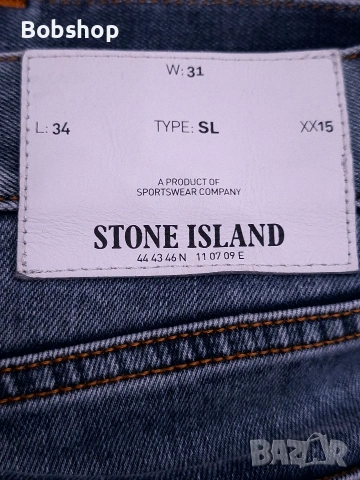 Bobshop
W: 31
L: 34 TYPE: SL XX15
A PRODUCT OF
SPORTSWEAR COMPANY
STONE ISLAND
44 43 46 N 11 07 09 E
BAZAR